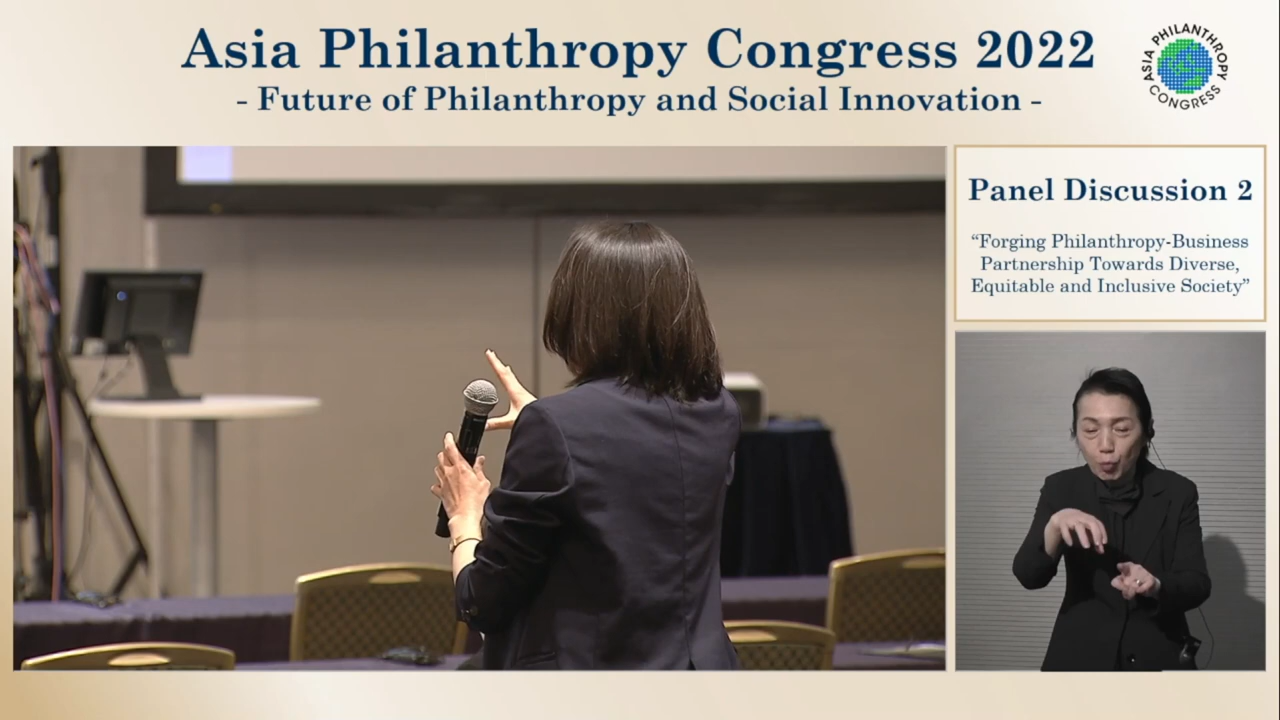 Asia Philanthropy Congress 2022
- Future of Philanthropy and Social Innovation -
ASIA PHILANTHROPY
CONGRESS
Panel Discussion 2
“Forging Philanthropy-Business
Partnership Towards Diverse,
Equitable and Inclusive Society”